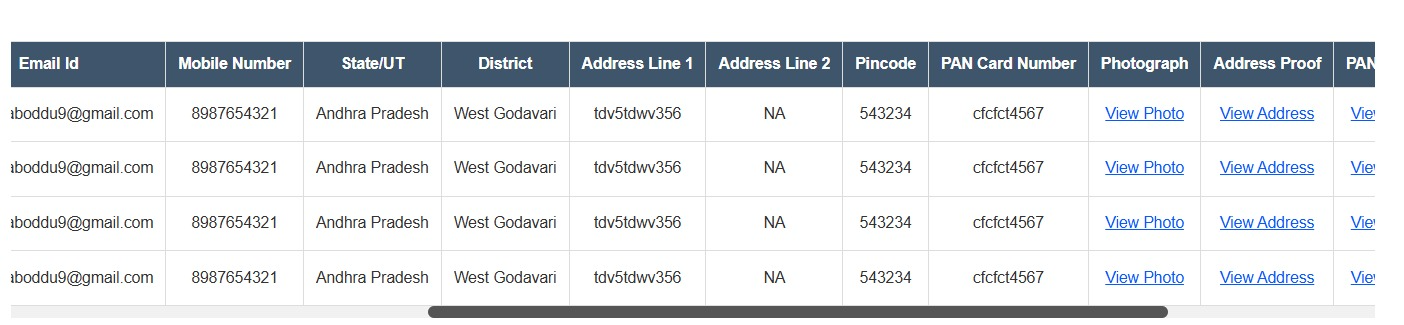 Email Id Mobile Number State/UT District Address Line 1 Address Line 2 Pincode PAN Card Number Photograph Address Proof PAN
aboddu9@gmail.com 8987654321 Andhra Pradesh West Godavari tdv5tdwv356 NA 543234 cfcfct4567 View Photo View Address View
aboddu9@gmail.com 8987654321 Andhra Pradesh West Godavari tdv5tdwv356 NA 543234 cfcfct4567 View Photo View Address View
aboddu9@gmail.com 8987654321 Andhra Pradesh West Godavari tdv5tdwv356 NA 543234 cfcfct4567 View Photo View Address View
aboddu9@gmail.com 8987654321 Andhra Pradesh West Godavari tdv5tdwv356 NA 543234 cfcfct4567 View Photo View Address View